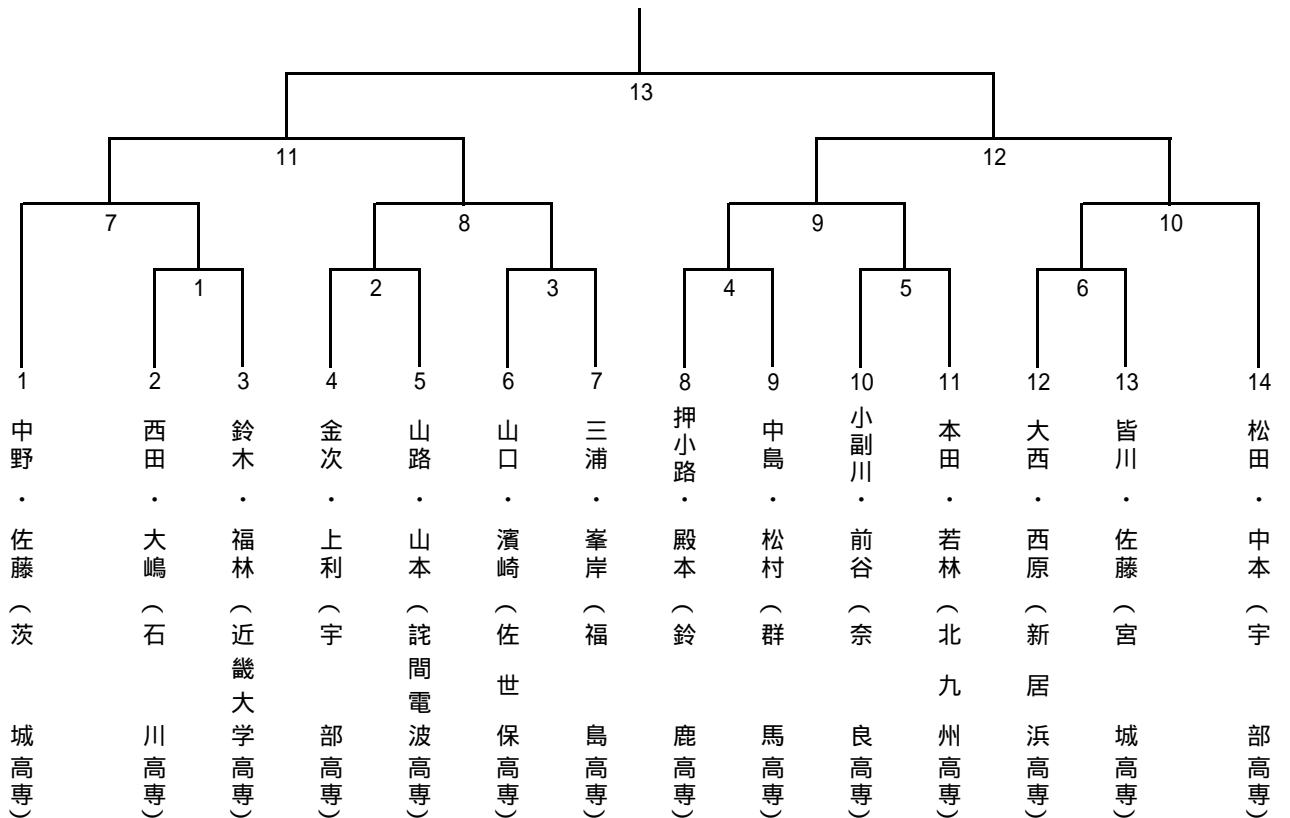 13
11
12
7
8
9
10
1
2
3
4
5
6
1
2
3
4
5
6
7
8
9
10
11
12
13
14
中野・佐藤（茨城高専）
西田・大嶋（石川高専）
鈴木・福林（近畿大学高専）
金次・上利（宇部高専）
山路・山本（詫間電波高専）
山口・濱崎（佐世保高専）
三浦・峯岸（福島高専）
押小路・殿本（鈴鹿高専）
中島・松村（群馬高専）
小副川・前谷（奈良高専）
本田・若林（北九州高専）
大西・西原（新居浜高専）
皆川・佐藤（宮城高専）
松田・中本（宇部高専）